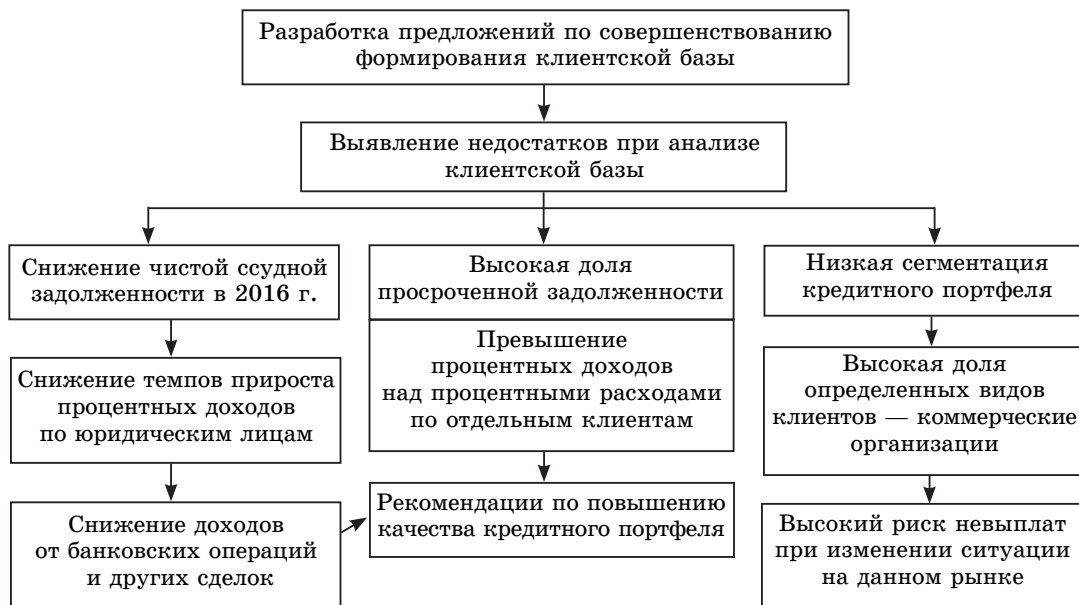 Разработка предложений по совершенствованию
формирования клиентской базы
Выявление недостатков при анализе
клиентской базы
Снижение чистой ссудной
задолженности в 2016 г.
Снижение темпов прироста
процентных доходов
по юридическим лицам
Снижение доходов
от банковских операций
и других сделок
Высокая доля
просроченной задолженности
Превышение
процентных доходов
над процентными расходами
по отдельным клиентам
Рекомендации по повышению
качества кредитного портфеля
Низкая сегментация
кредитного портфеля
Высокая доля
определенных видов
клиентов — коммерческие
организации
Высокий риск невыплат
при изменении ситуации
на данном рынке